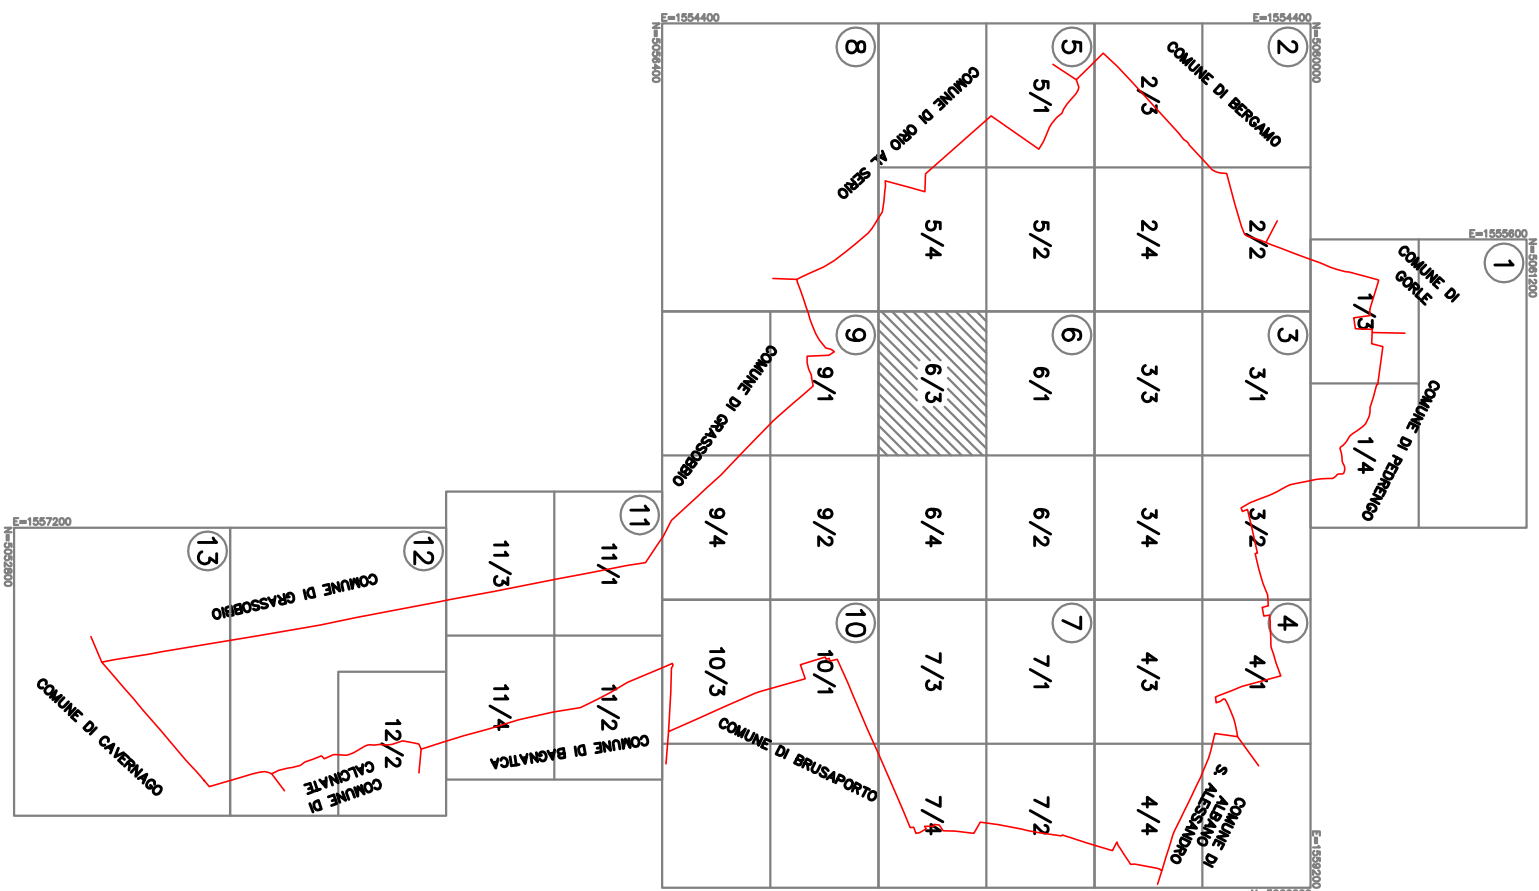 E=1554400
N=5056400
E=1554400
N=5060000
E=1555600
N=5061200
E=1557200
N=5052800
E=1559200
1
2
3
4
5
6
7
8
9
10
11
12
13
1/3
1/4
2/2
2/3
2/4
3/1
3/2
3/3
3/4
4/1
4/3
4/4
5/1
5/2
5/4
6/1
6/2
6/3
6/4
7/1
7/2
7/3
7/4
9/1
9/2
9/4
10/1
10/3
11/1
11/2
11/3
11/4
12/2
COMUNE DI BERGAMO
COMUNE DI
GORLE
COMUNE DI PEDRENGO
COMUNE DI ORIO AL SERIO
COMUNE DI GRASSOBBIO
COMUNE DI GRASSOBBIO
COMUNE DI
ALBANO
S. ALESSANDRO
COMUNE DI BRUSAPORTO
COMUNE DI BAGNATICA
COMUNE DI
CALCINATE
COMUNE DI CAVERNAGO